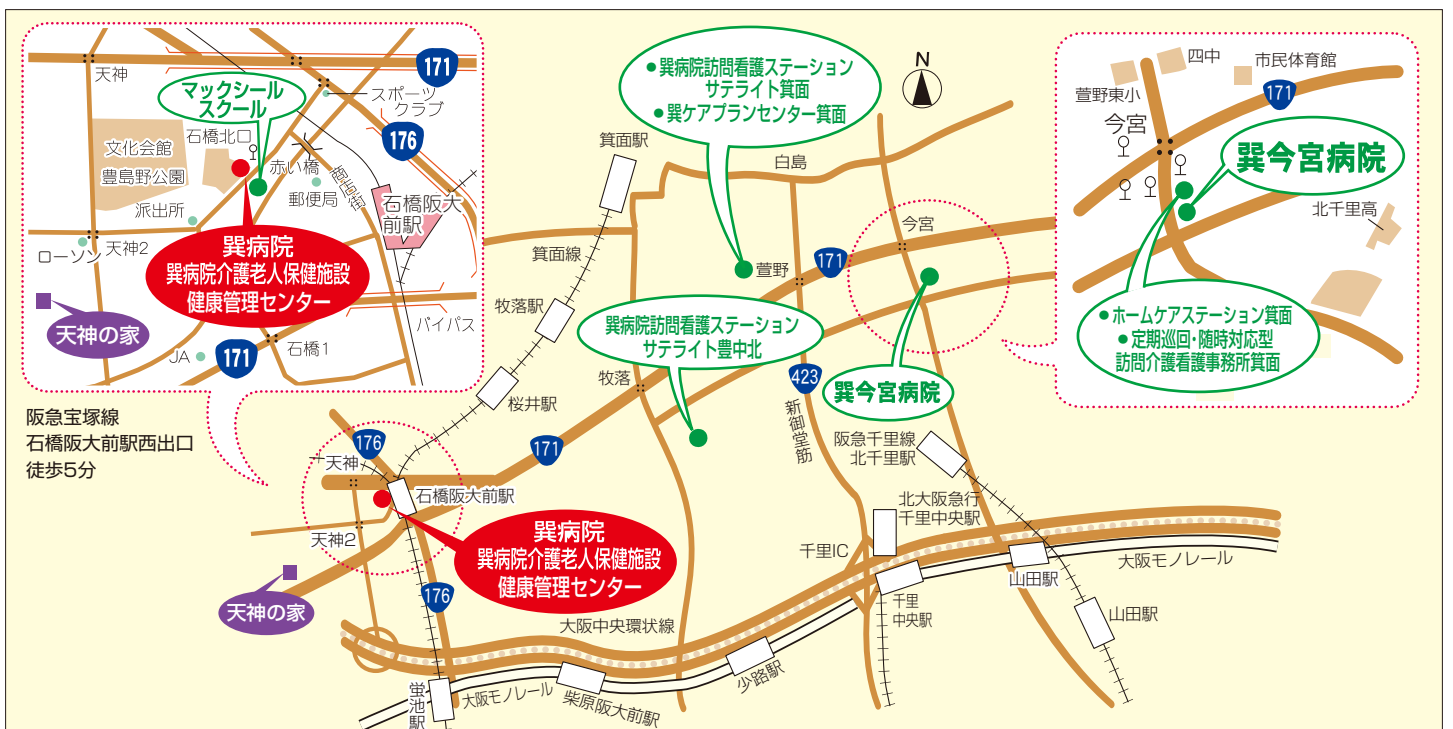 天神
171
マックシール
スクール
スポーツ
クラブ
176
文化会館
豊島野公園
石橋北口
赤い橋
商店街
郵便局
石橋阪大
前駅
派出所
ローソン
天神2
巽病院
巽病院介護老人保健施設
健康管理センター
天神の家
バイパス
JA
171
石橋1
阪急宝塚線
石橋阪大前駅西出口
徒歩5分
●巽病院訪問看護ステーション
サテライト箕面
●巽ケアプランセンター箕面
N
箕面駅
白島
箕面線
今宮
萱野
171
牧落駅
巽病院訪問看護ステーション
サテライト豊中北
牧落
423
新御堂筋
巽今宮病院
桜井駅
阪急千里線
北千里駅
176
天神
171
石橋阪大前駅
北大阪急行
千里中央駅
天神2
巽病院
巽病院介護老人保健施設
健康管理センター
千里IC
大阪モノレール
山田駅
天神の家
176
千里
中央駅
山田駅
大阪中央環状線
少路駅
蛍池駅
大阪モノレール
柴原阪大前駅
四中
市民体育館
萱野東小
171
今宮
巽今宮病院
北千里高
●ホームケアステーション箕面
●定期巡回・随時対応型
訪問介護看護事務所箕面